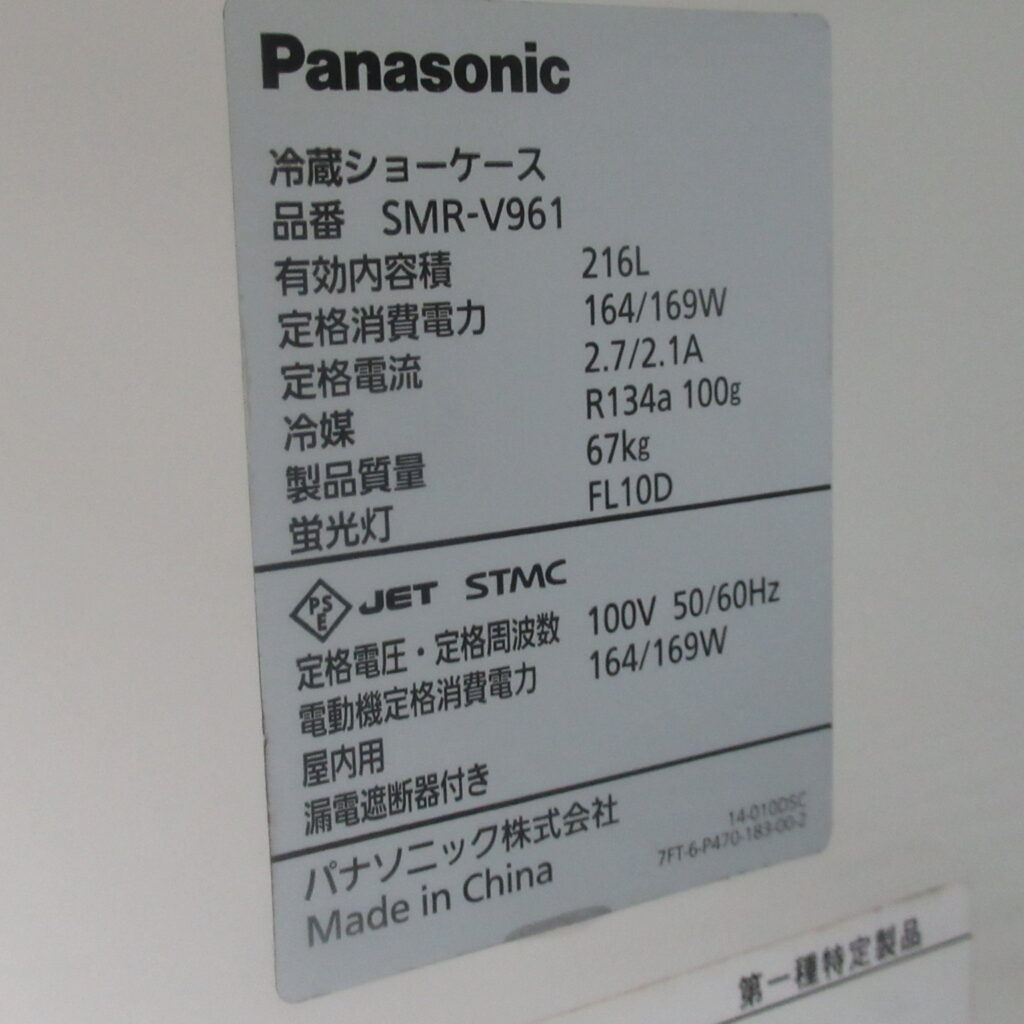 Panasonic
冷蔵ショーケース
品番 SMR-V961
有効内容積 216L
定格消費電力 164/169W
定格電流 2.7/2.1A
冷媒 R134a 100g
製品質量 67kg
蛍光灯 FL10D
PSE JET STMC
定格電圧・定格周波数 100V 50/60Hz
電動機定格消費電力 164/169W
屋内用
漏電遮断器付き
パナソニック株式会社
Made in China
14-010DSC
7FT-6-P470-183-00-2
第一種特定製品